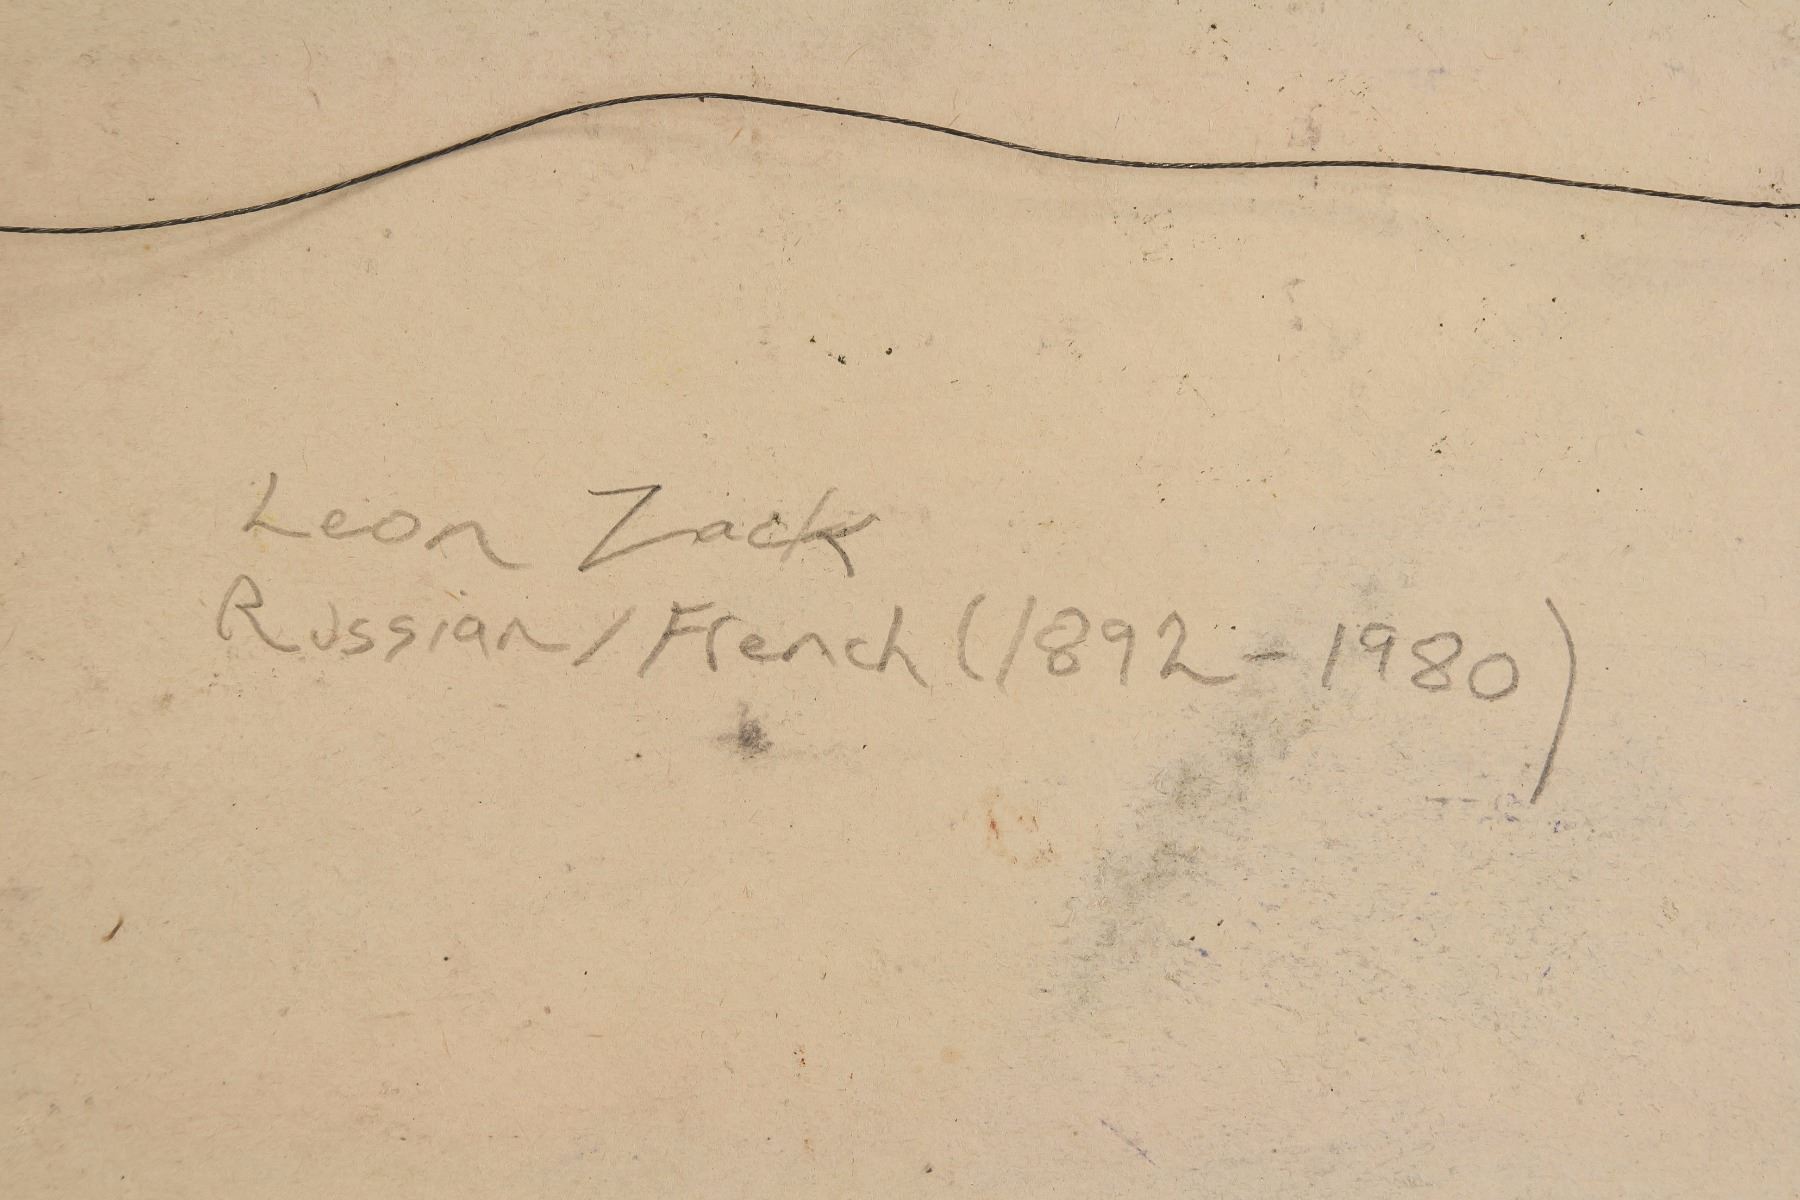 Leon Zack
Russian/French (1892-1980)